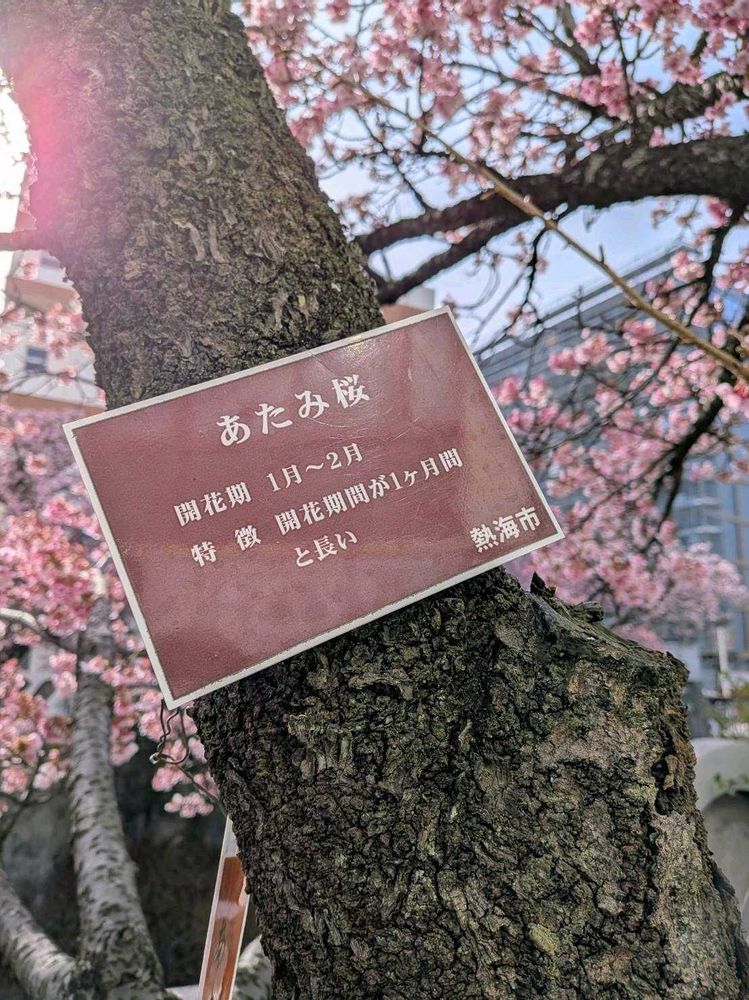 あたみ桜
開花期 1月～2月
特 徴 開花期間が1ヶ月間
と長い
熱海市